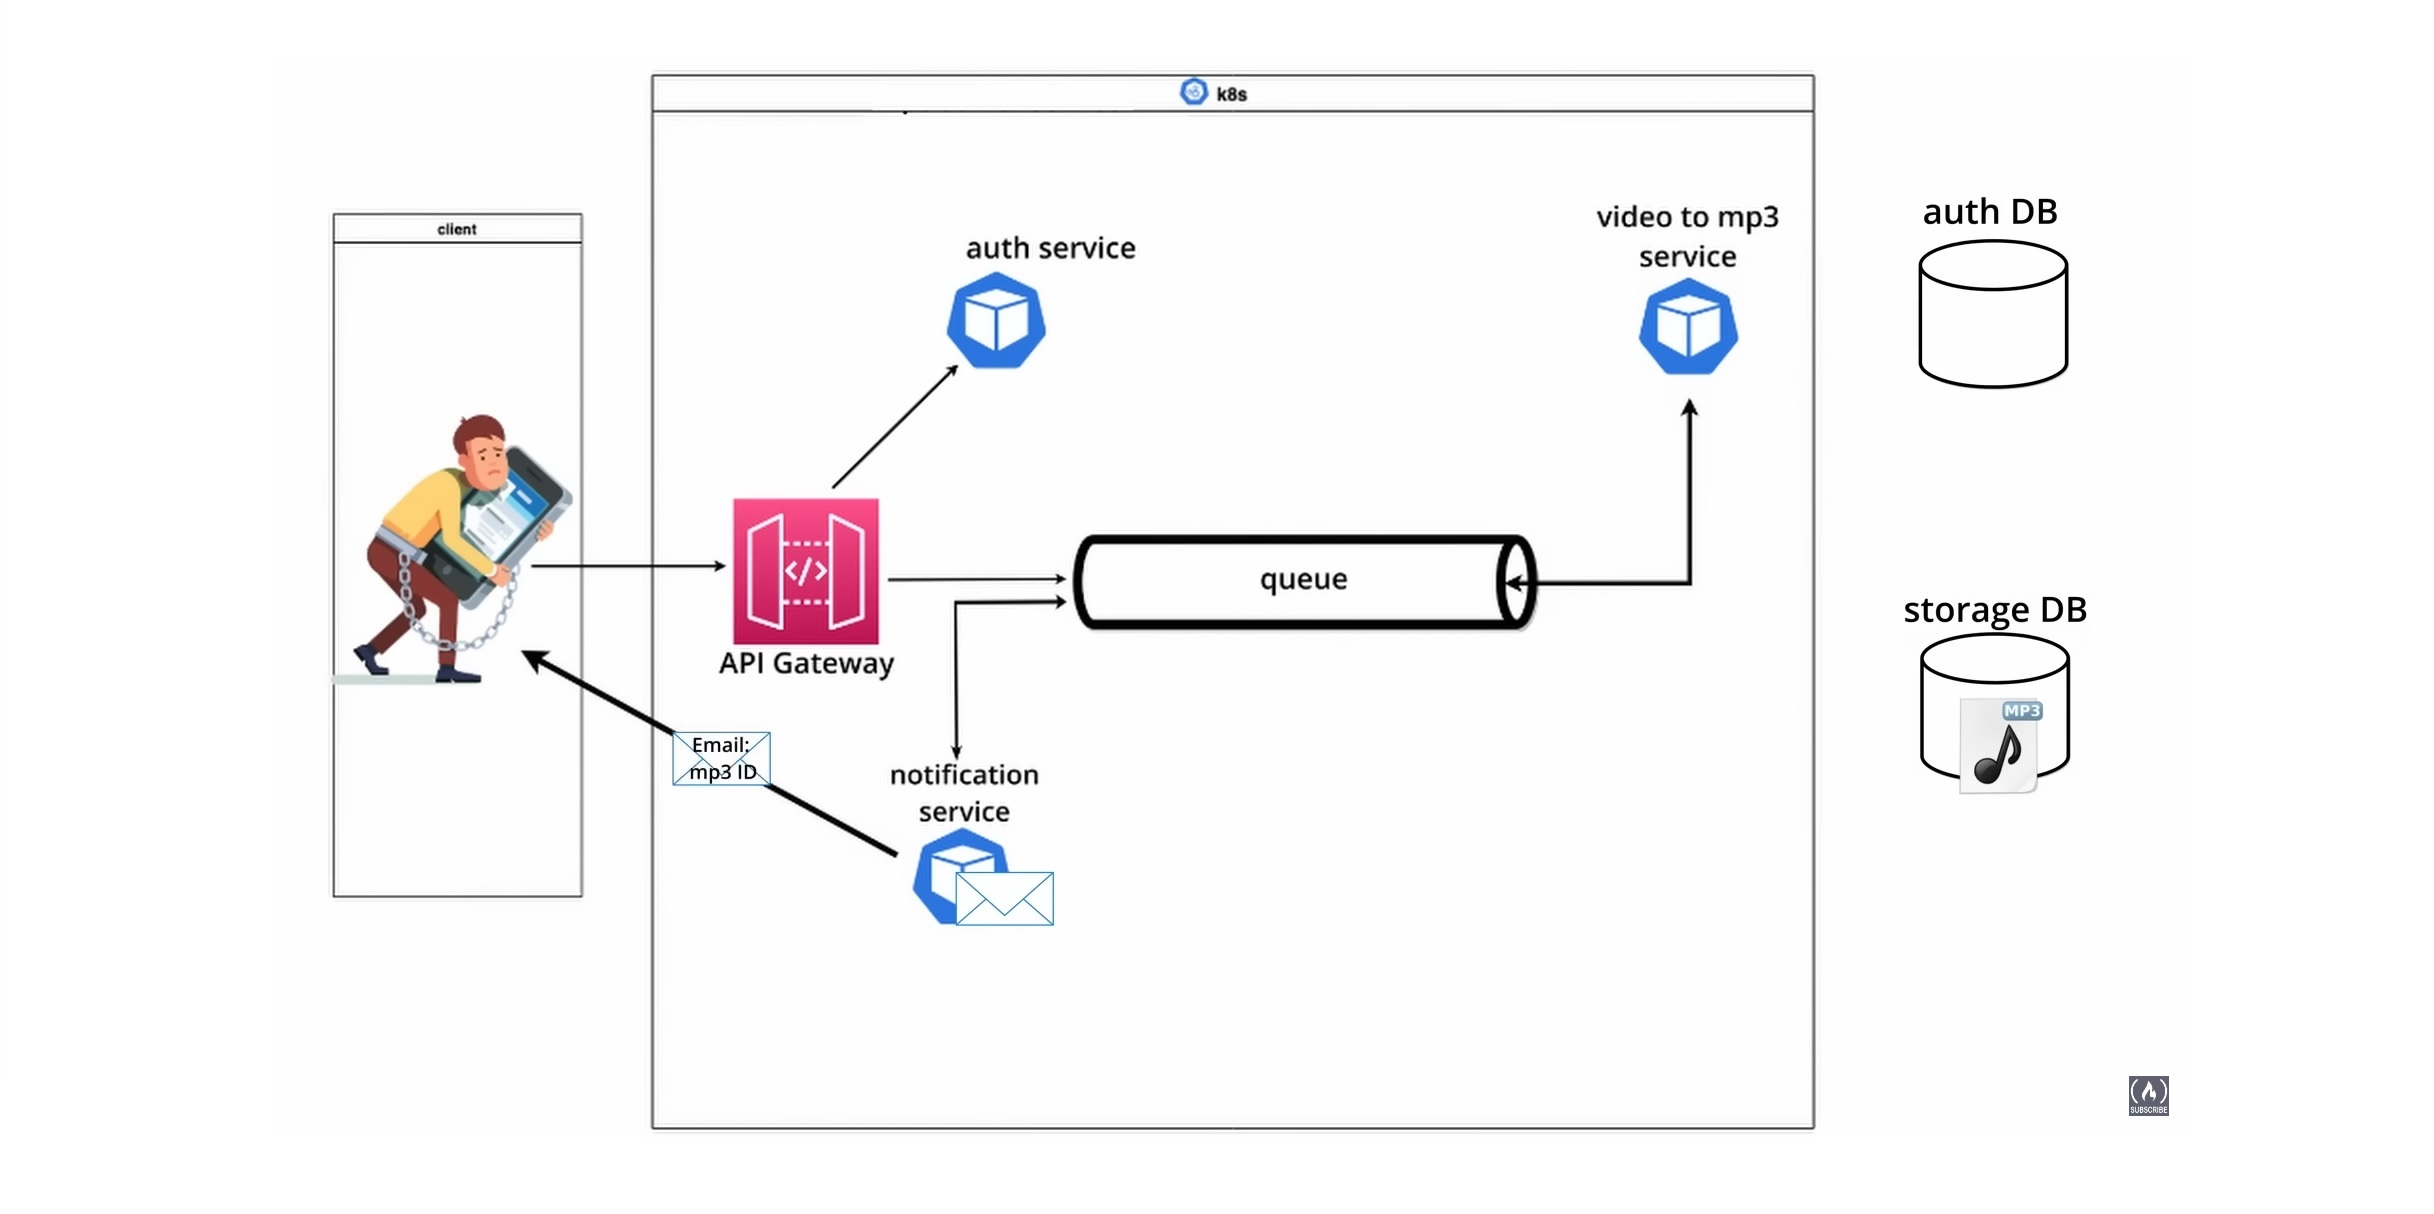 k8s
client
auth service
video to mp3
service
auth DB
API Gateway
queue
storage DB
MP3
Email:
mp3 ID
notification
service
SUBSCRIBE